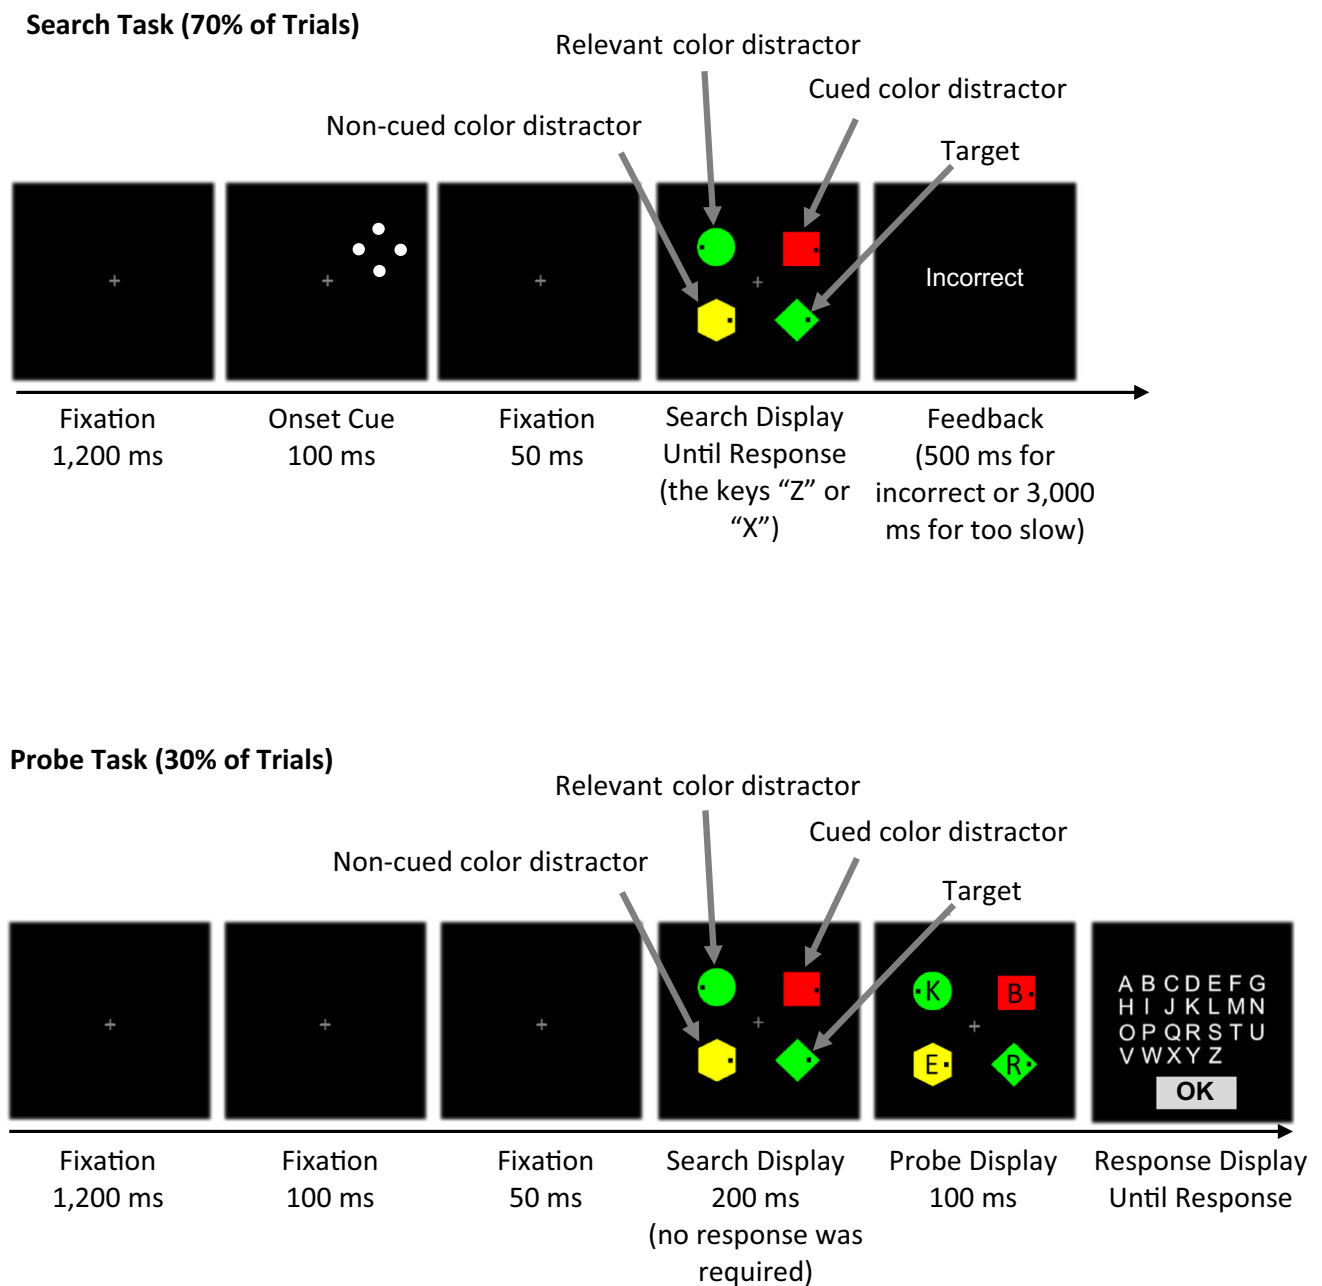 Search Task (70% of Trials)
Relevant color distractor
Cued color distractor
Non-cued color distractor
Target
Incorrect
Fixation
1,200 ms
Onset Cue
100 ms
Fixation
50 ms
Search Display
Until Response
(the keys “Z” or
“X”)
Feedback
(500 ms for
incorrect or 3,000
ms for too slow)
Probe Task (30% of Trials)
Relevant color distractor
Cued color distractor
Non-cued color distractor
Target
K B
E R
A B C D E F G
H I J K L M N
O P Q R S T U
V W X Y Z
OK
Fixation
1,200 ms
Fixation
100 ms
Fixation
50 ms
Search Display
200 ms
(no response was
required)
Probe Display
100 ms
Response Display
Until Response